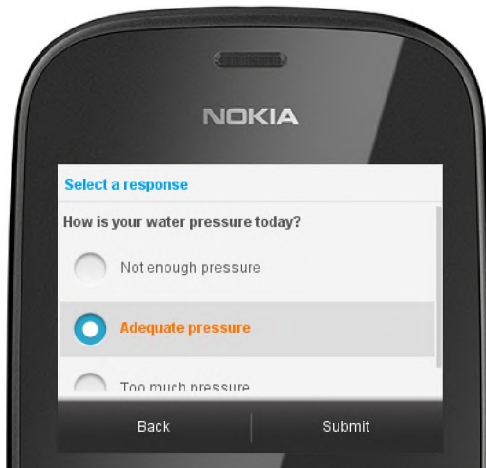 NOKIA
Select a response
How is your water pressure today?
Not enough pressure
Adequate pressure
Too much pressure
Back
Submit